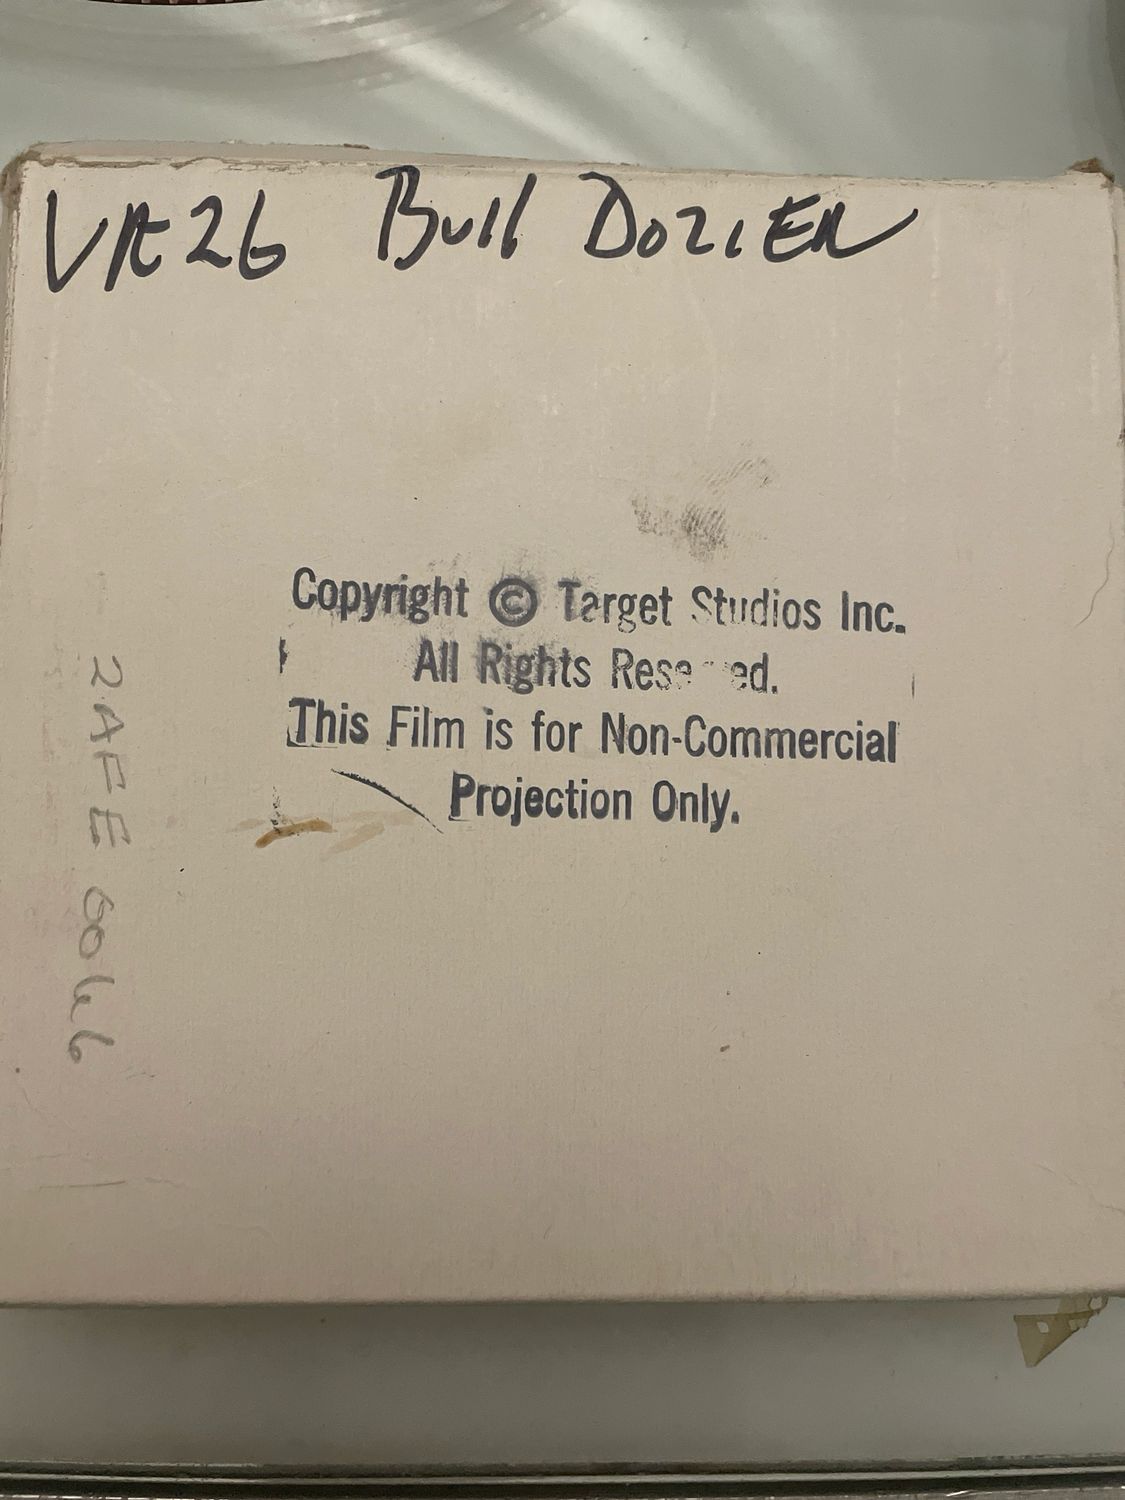 VR26 Bull DoziER
Copyright © Target Studios Inc.
All Rights Rese ed.
This Film is for Non-Commercial
Projection Only.
2AFE 0066